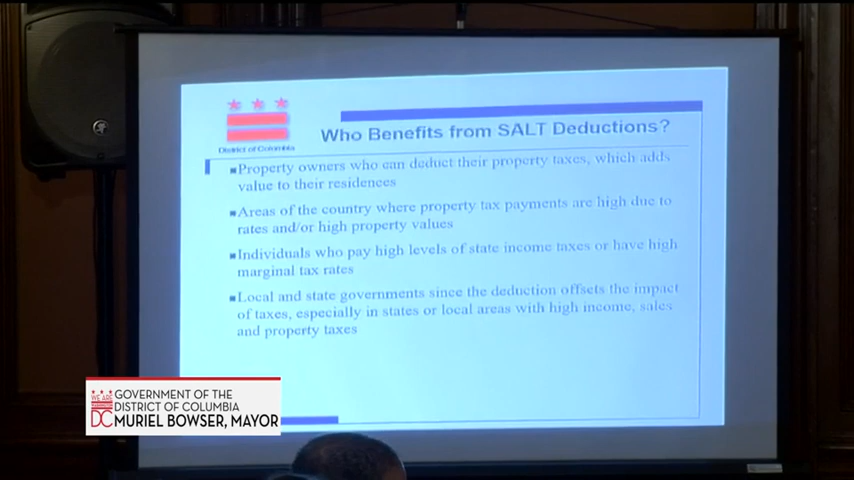 District of Columbia
Who Benefits from SALT Deductions?
Property owners who can deduct their property taxes, which adds
value to their residences
Areas of the country where property tax payments are high due to
rates and/or high property values
Individuals who pay high levels of state income taxes or have high
marginal tax rates
Local and state governments since the deduction offsets the impact
of taxes, especially in states or local areas with high income, sales
and property taxes
WE ARE
WASHINGTON
DC
GOVERNMENT OF THE
DISTRICT OF COLUMBIA
MURIEL BOWSER, MAYOR